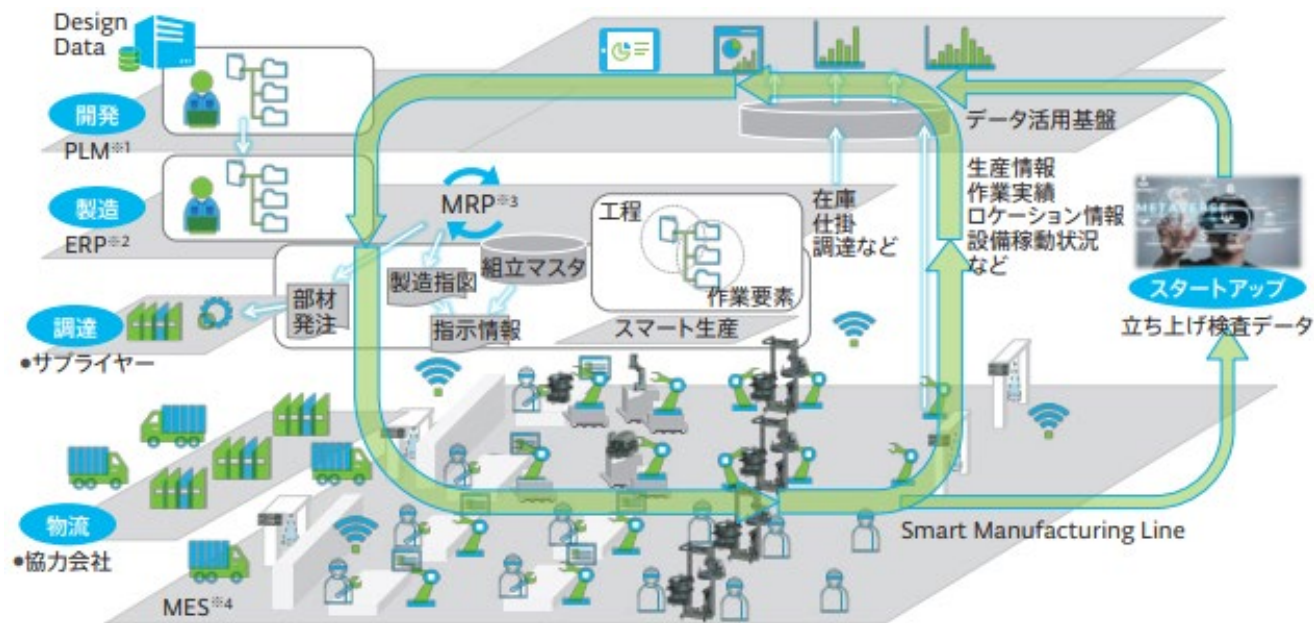 Design
Data
開発
PLM※1
製造
ERP※2
MRP※3
工程
作業要素
組立マスタ
製造指図
部材
発注
指示情報
スマート生産
調達
●サプライヤー
物流
●協力会社
MES※4
データ活用基盤
在庫
仕掛
調達など
生産情報
作業実績
ロケーション情報
設備稼動状況
など
METAVERSE
スタートアップ
立ち上げ検査データ
Smart Manufacturing Line